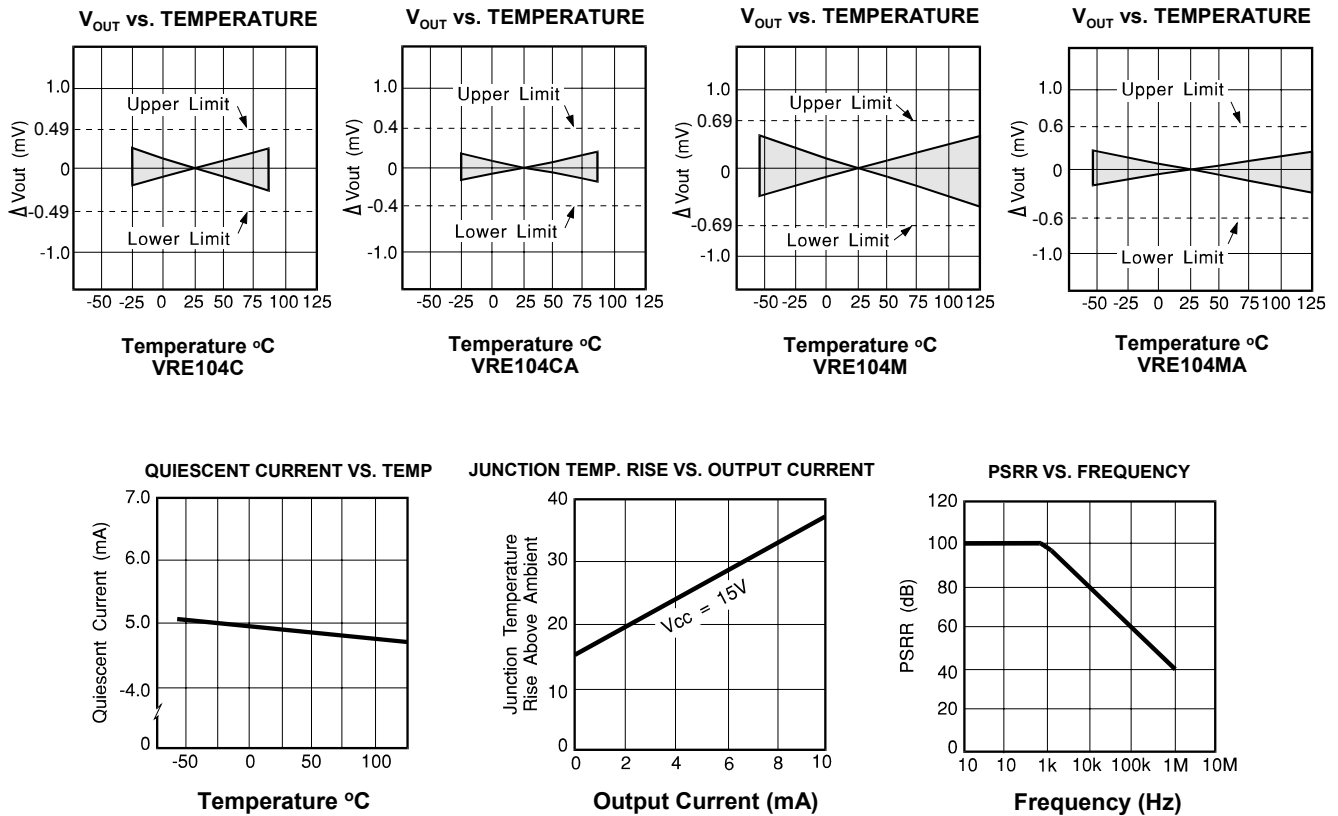 V_OUT vs. TEMPERATURE
1.0
Upper Limit
0.49
0
-0.49
Lower Limit
-1.0
Δ Vout (mV)
-50 -25 0 25 50 75 100 125
Temperature °C
VRE104C
V_OUT vs. TEMPERATURE
1.0
Upper Limit
0.4
0
-0.4
Lower Limit
-1.0
Δ Vout (mV)
-50 -25 0 25 50 75 100 125
Temperature °C
VRE104CA
V_OUT vs. TEMPERATURE
1.0
Upper Limit
0.69
0
-0.69
Lower Limit
-1.0
Δ Vout (mV)
-50 -25 0 25 50 75 100 125
Temperature °C
VRE104M
V_OUT vs. TEMPERATURE
1.0
Upper Limit
0.6
0
-0.6
Lower Limit
-1.0
Δ Vout (mV)
-50 -25 0 25 50 75 100 125
Temperature °C
VRE104MA
QUIESCENT CURRENT VS. TEMP
7.0
6.0
5.0
-4.0
0
Quiescent Current (mA)
-50 0 50 100
Temperature °C
JUNCTION TEMP. RISE VS. OUTPUT CURRENT
40
30
20
10
0
Junction Temperature
Rise Above Ambient
Vcc = 15V
0 2 4 6 8 10
Output Current (mA)
PSRR VS. FREQUENCY
120
100
80
60
40
20
0
PSRR (dB)
10 10 1k 10k 100k 1M 10M
Frequency (Hz)